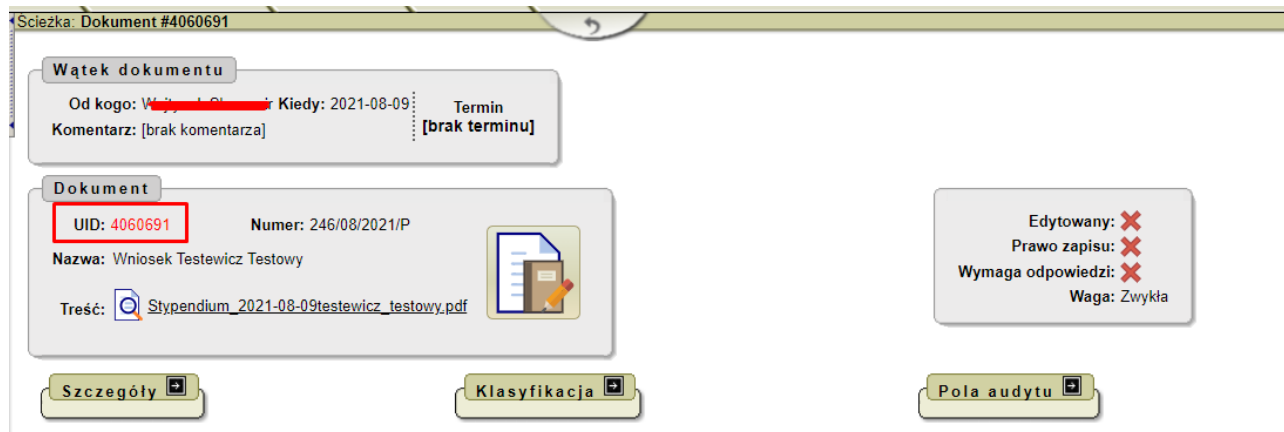 Scieżka: Dokument #4060691
Wątek dokumentu
Od kogo: Kiedy: 2021-08-09
Termin
Komentarz: [brak komentarza]
[brak terminu]
Dokument
UID: 4060691 Numer: 246/08/2021/P
Nazwa: Wniosek Testewicz Testowy
Treść: Stypendium_2021-08-09testewicz_testowy.pdf
Edytowany:
Prawo zapisu:
Wymaga odpowiedzi:
Waga: Zwykła
Szczegóły
Klasyfikacja
Pola audytu